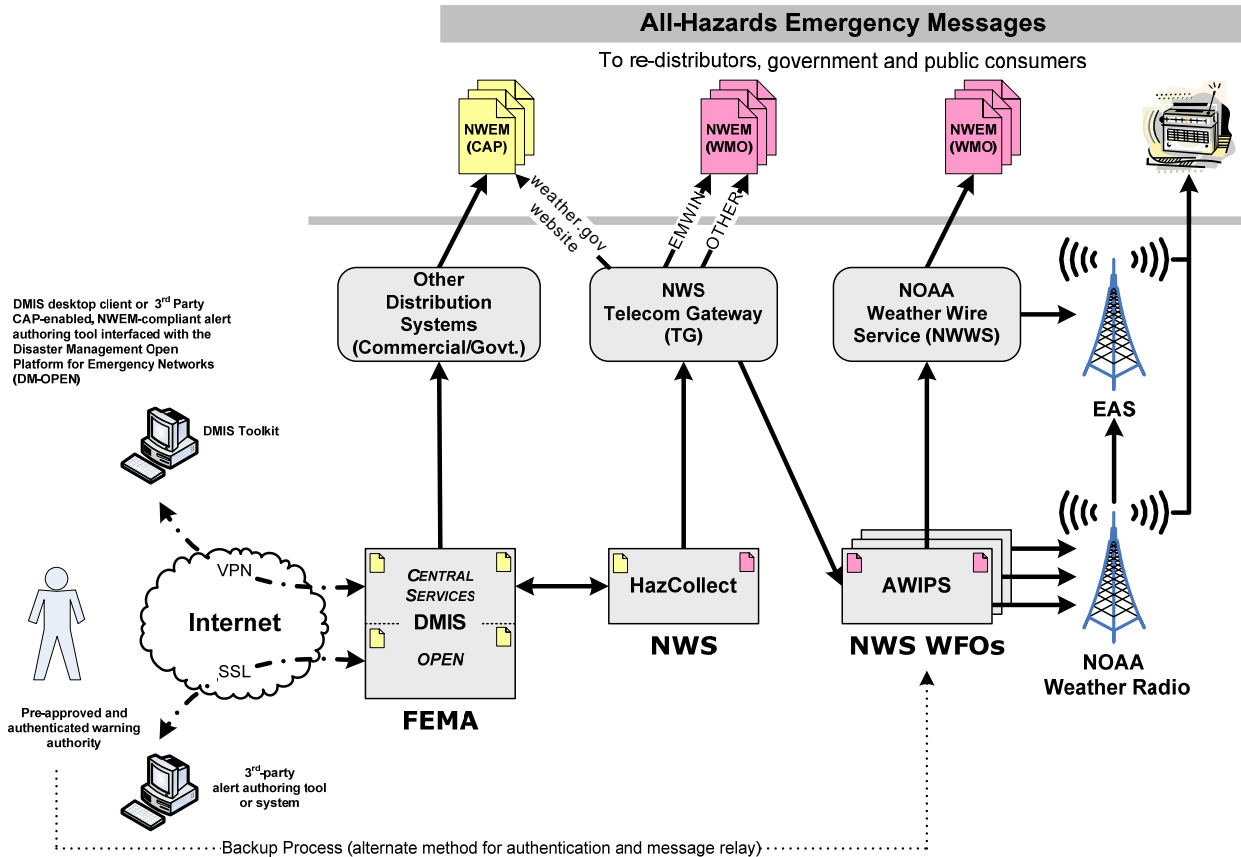 All-Hazards Emergency Messages
To re-distributors, government and public consumers
NWEM
(CAP)
NWEM
(WMO)
NWEM
(WMO)
weather.gov
website
EMWIN
OTHER
Other
Distribution
Systems
(Commercial/Govt.)
NWS
Telecom Gateway
(TG)
NOAA
Weather Wire
Service (NWWS)
DMIS desktop client or 3rd Party
CAP-enabled, NWEM-compliant alert
authoring tool interfaced with the
Disaster Management Open
Platform for Emergency Networks
(DM-OPEN)
EAS
DMIS Toolkit
VPN
Internet
SSL
CENTRAL
SERVICES
DMIS
OPEN
FEMA
HazCollect
NWS
AWIPS
NWS WFOs
NOAA
Weather Radio
Pre-approved and
authenticated warning
authority
3rd-party
alert authoring tool
or system
Backup Process (alternate method for authentication and message relay)